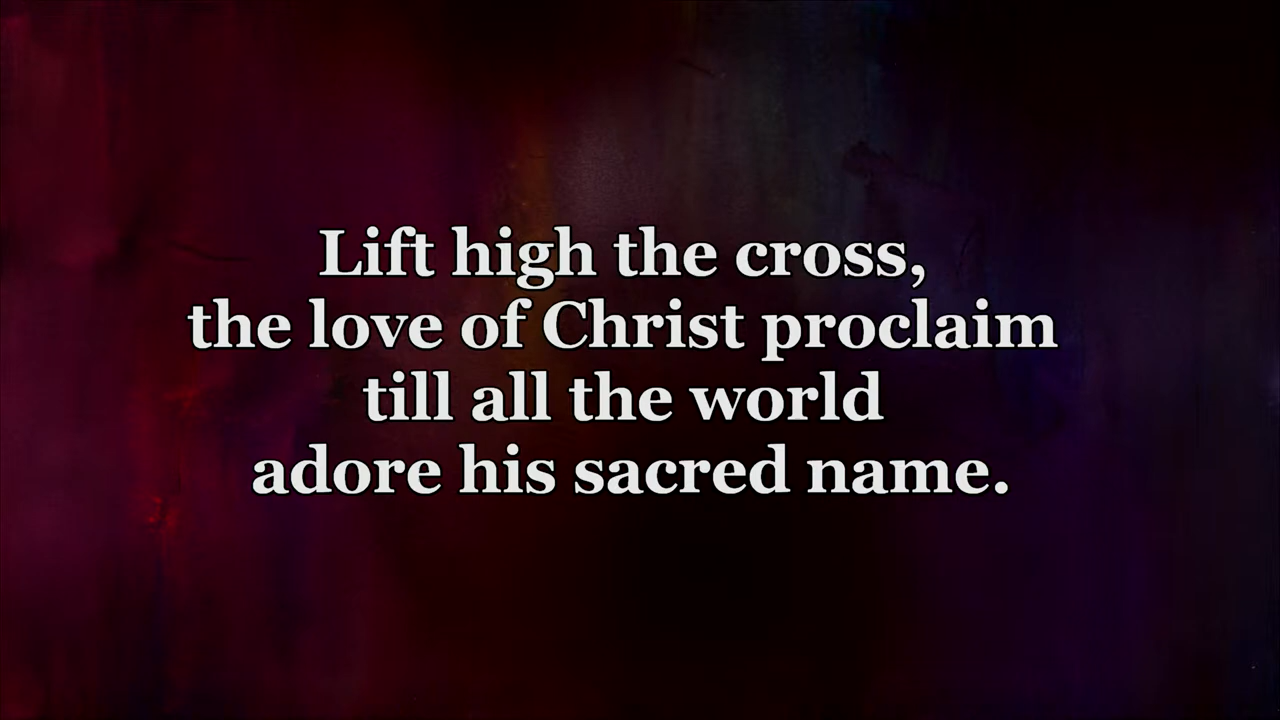 Lift high the cross,
the love of Christ proclaim
till all the world
adore his sacred name.